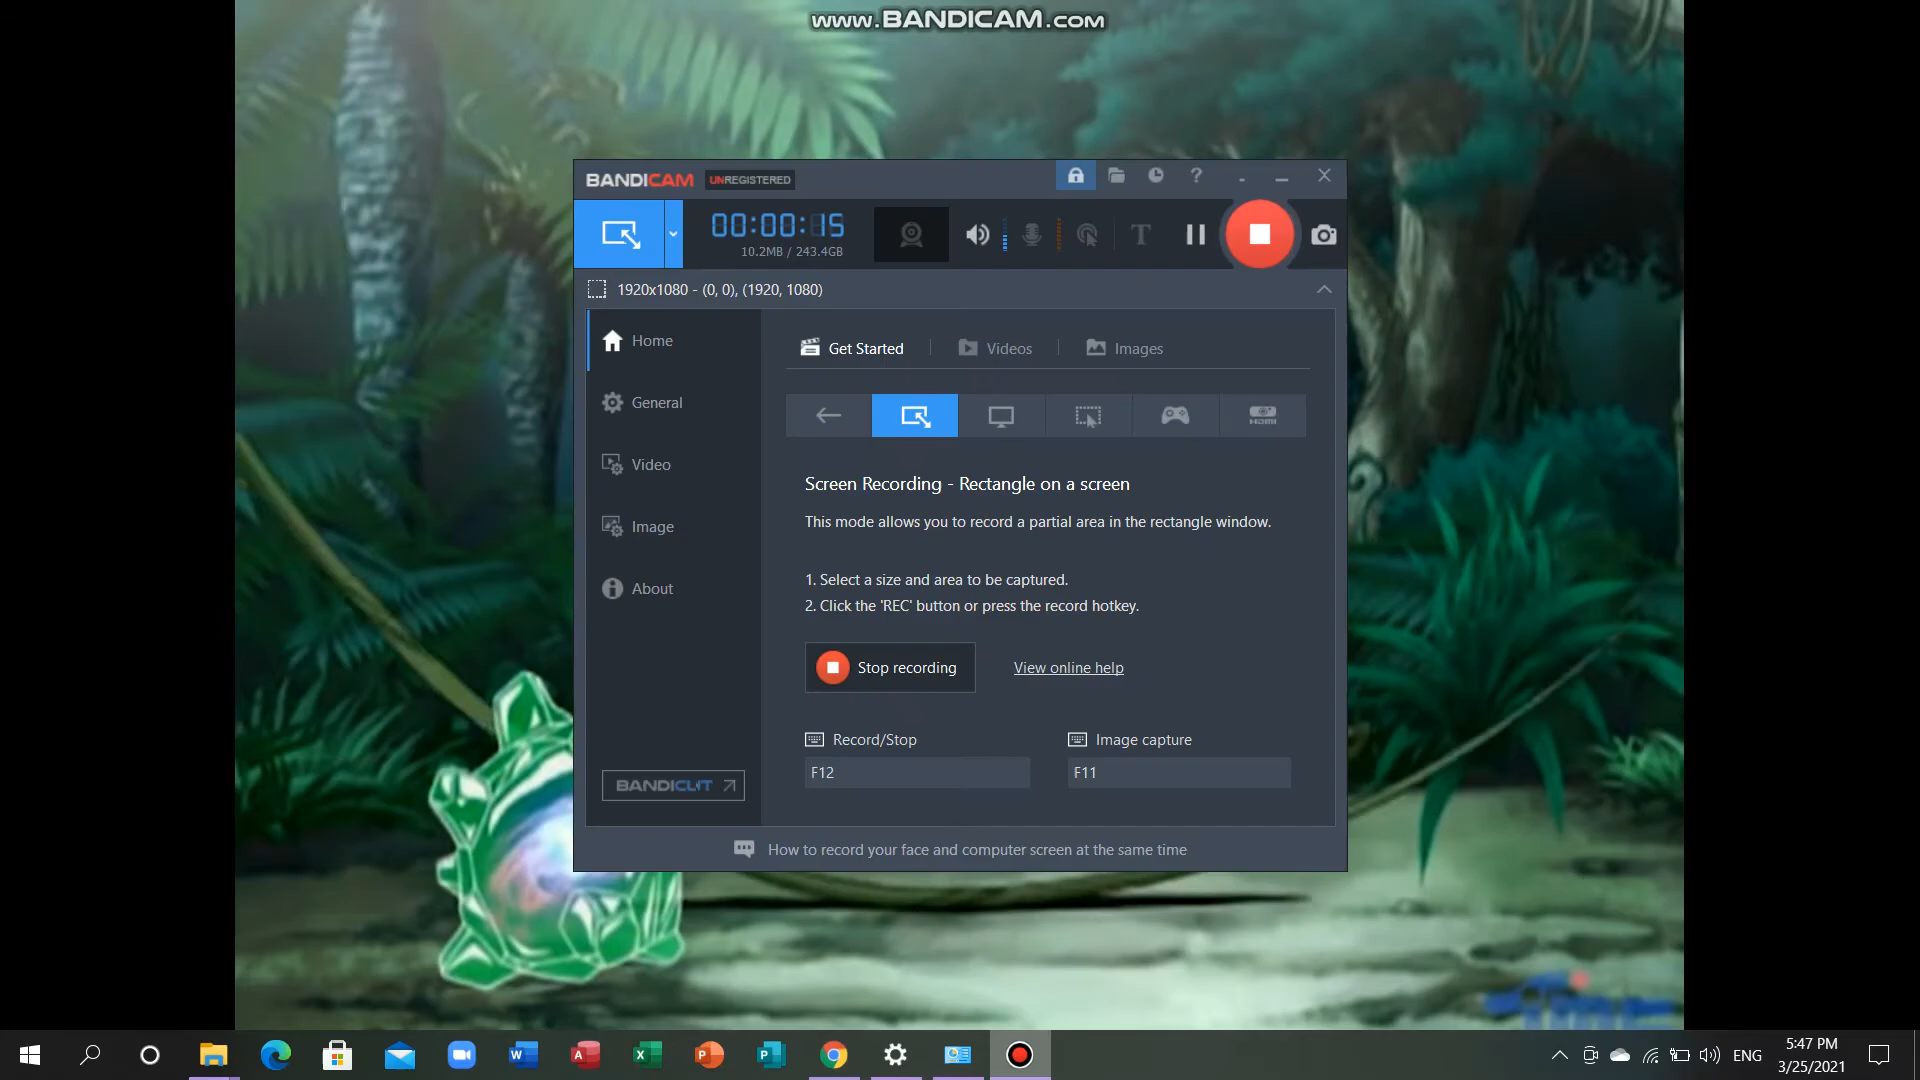 www.BANDICAM.com
BANDICAM UNREGISTERED
00:00:15
10.2MB / 243.4GB
1920x1080 - (0, 0), (1920, 1080)
Home
General
Video
Image
About
BANDICUT
Get Started
Videos
Images
HDMI
Screen Recording - Rectangle on a screen
This mode allows you to record a partial area in the rectangle window.
1. Select a size and area to be captured.
2. Click the 'REC' button or press the record hotkey.
Stop recording
View online help
Record/Stop
Image capture
F12
F11
How to record your face and computer screen at the same time
ENG
5:47 PM
3/25/2021